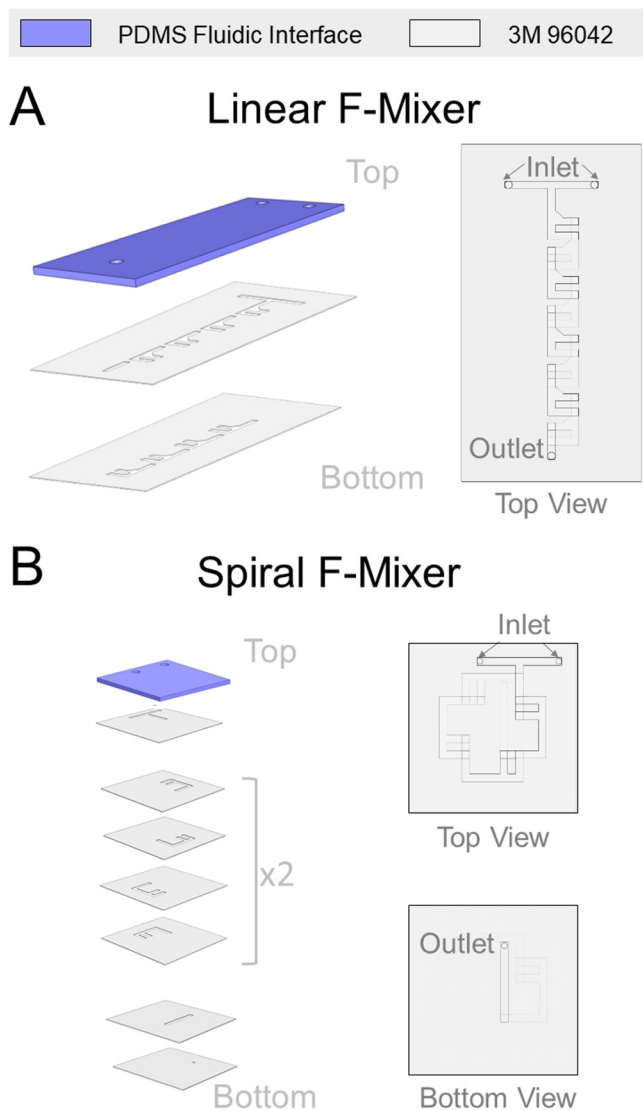 PDMS Fluidic Interface 3M 96042
A Linear F-Mixer
Top
Bottom
Inlet
Outlet
Top View
B Spiral F-Mixer
Top
x2
Bottom
Inlet
Top View
Outlet
Bottom View